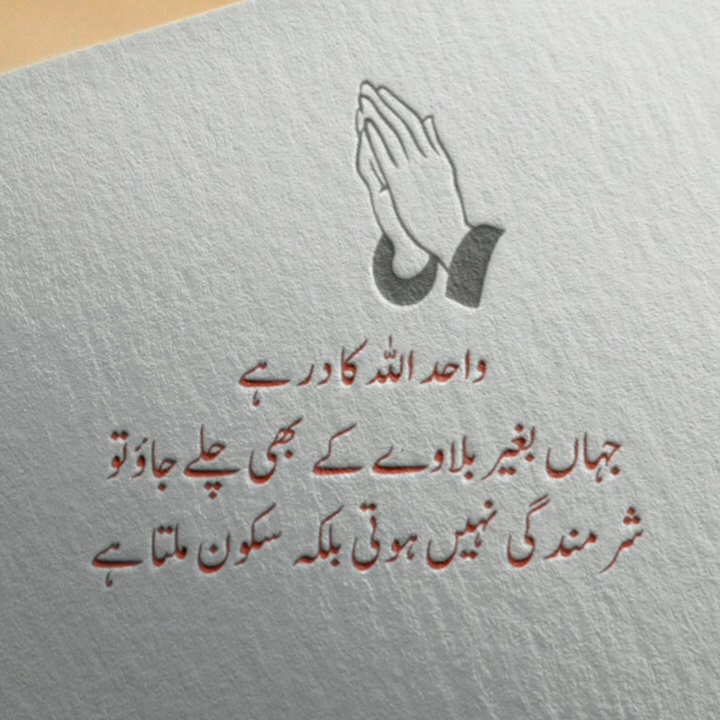 واحد اللہ کا در ہے
جہاں بغیر بلاوے کے بھی چلے جاؤ تو
شرمندگی نہیں ہوتی بلکہ سکون ملتا ہے